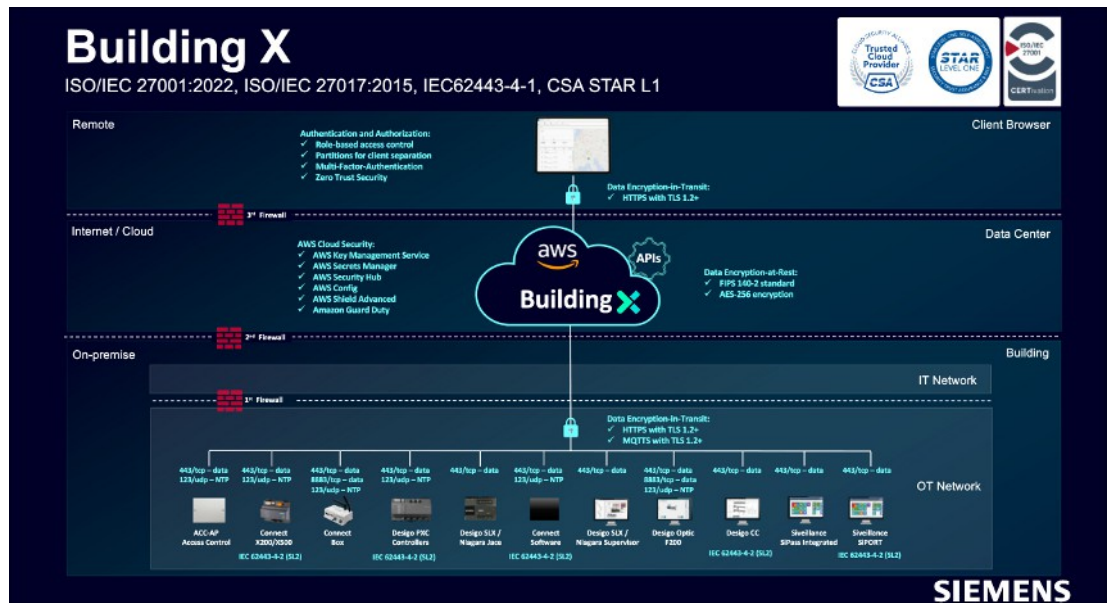 Building X
ISO/IEC 27001:2022, ISO/IEC 27017:2015, IEC62443-4-1, CSA STAR L1
Trusted
Cloud
Provider
CSA
STAR
LEVEL ONE
ISO/IEC
27001
CERTivation
Remote
Client Browser
Authentication and Authorization:
✓ Role-based access control
✓ Partitions for client separation
✓ Multi-Factor-Authentication
✓ Zero Trust Security
Data Encryption-in-Transit:
✓ HTTPS with TLS 1.2+
3rd Firewall
Internet / Cloud
Data Center
AWS Cloud Security:
✓ AWS Key Management Service
✓ AWS Secrets Manager
✓ AWS Security Hub
✓ AWS Config
✓ AWS Shield Advanced
✓ Amazon Guard Duty
aws
APIs
Building X
Data Encryption-at-Rest:
✓ FIPS 140-2 standard
✓ AES-256 encryption
2nd Firewall
On-premise
Building
IT Network
1st Firewall
Data Encryption-in-Transit:
✓ HTTPS with TLS 1.2+
✓ MQTTS with TLS 1.2+
OT Network
443/tcp – data
123/udp – NTP
ACC-AP
Access Control
443/tcp – data
123/udp – NTP
Connect
X200/X300
IEC 62443-4-2 (SL2)
443/tcp – data
8883/tcp – data
123/udp – NTP
Connect
Box
443/tcp – data
123/udp – NTP
Desigo PXC
Controllers
IEC 62443-4-2 (SL2)
443/tcp – data
Desigo SLX /
Niagara Jace
443/tcp – data
123/udp – NTP
Connect
Software
IEC 62443-4-2 (SL2)
443/tcp – data
Desigo SLX /
Niagara Supervisor
443/tcp – data
8883/tcp – data
123/udp – NTP
Desigo Optic
F200
443/tcp – data
Desigo CC
IEC 62443-4-2 (SL2)
443/tcp – data
Siveillance
SiPass Integrated
443/tcp – data
Siveillance
SiPORT
IEC 62443-4-2 (SL2)
SIEMENS